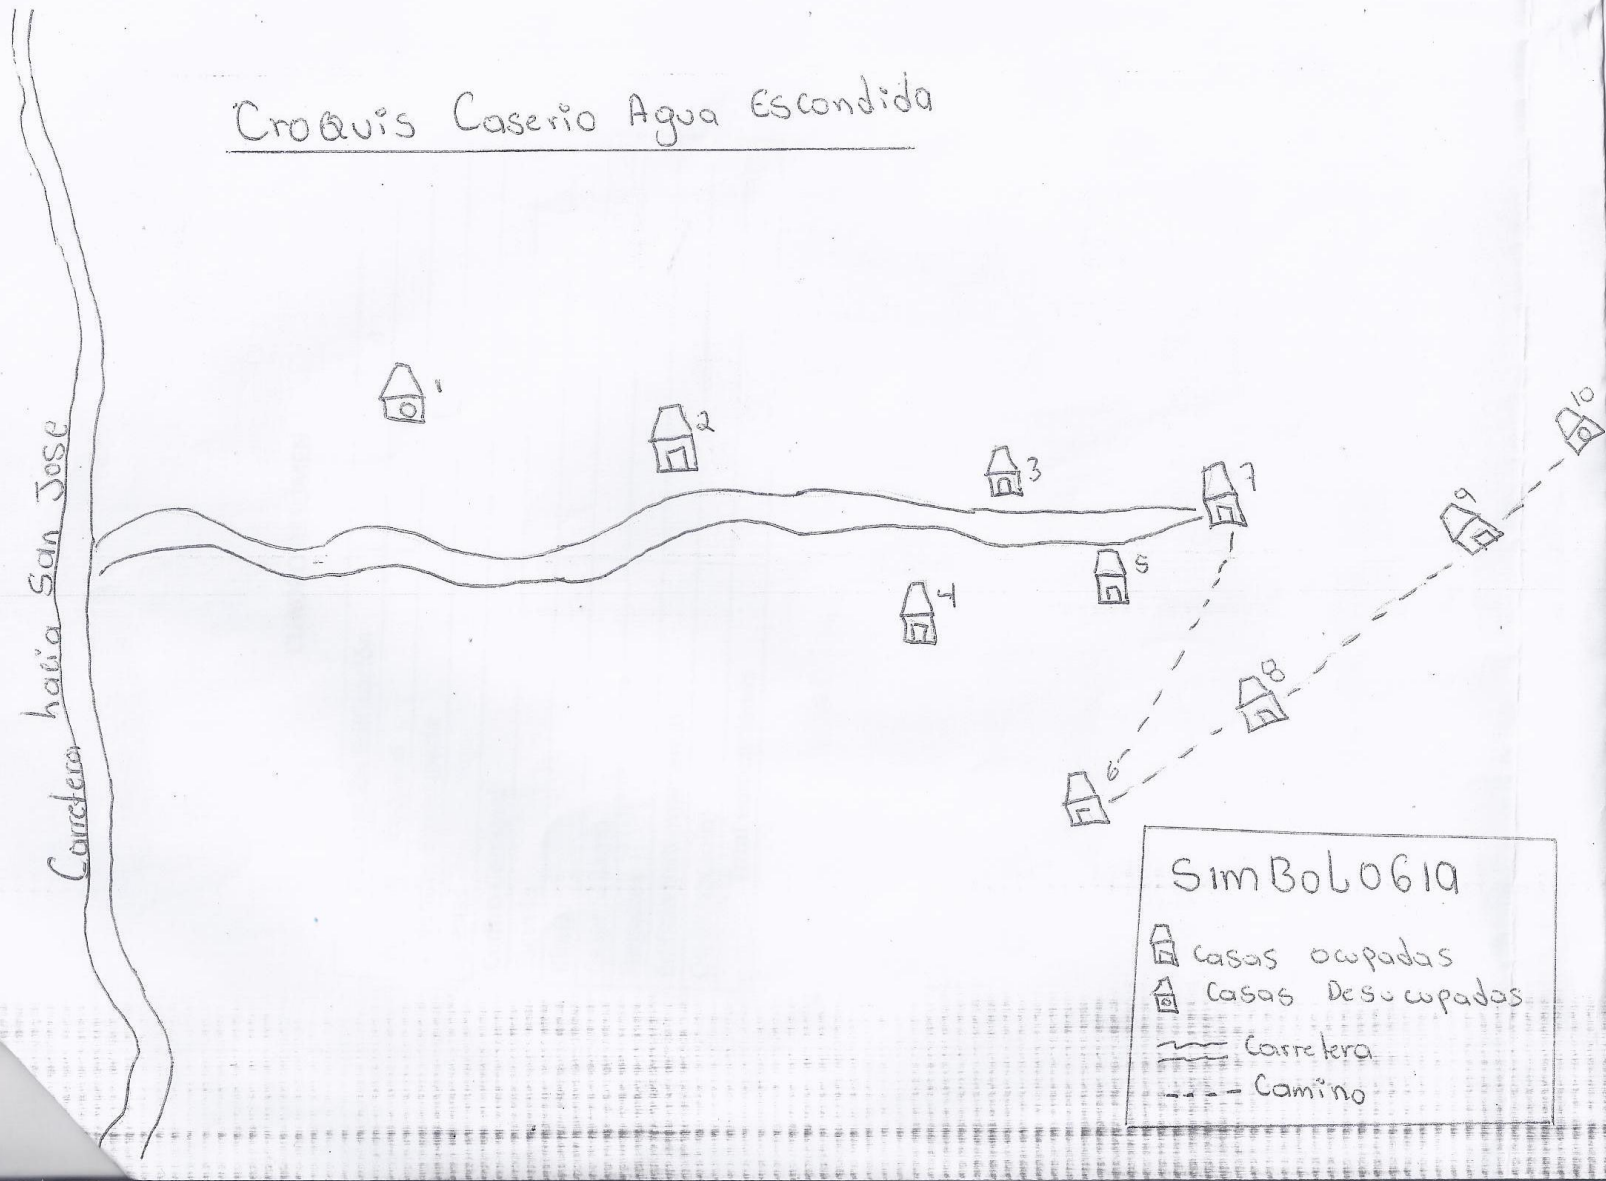 Croquis Caserio Agua Escondida
Carretera hacia San Jose
1
2
3
4
5
6
7
8
9
10
SimBoLOGIA
Casas Ocupadas
Casas Desocupadas
Carretera
Camino